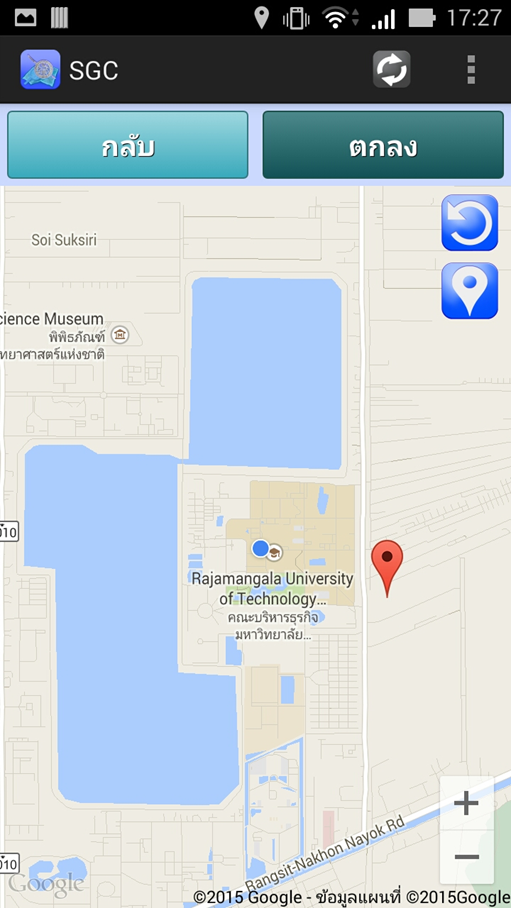 17:27
SGC
กลับ
ตกลง
Soi Suksiri
cience Museum
พิพิธภัณฑ์
ทยาศาสตร์แห่งชาติ
Rajamangala University
of Technology...
คณะบริหารธุรกิจ
มหาวิทยาลัย...
Rangsit-Nakhon Nayok Rd
+
−
Google
©2015 Google - ข้อมูลแผนที่ ©2015Google